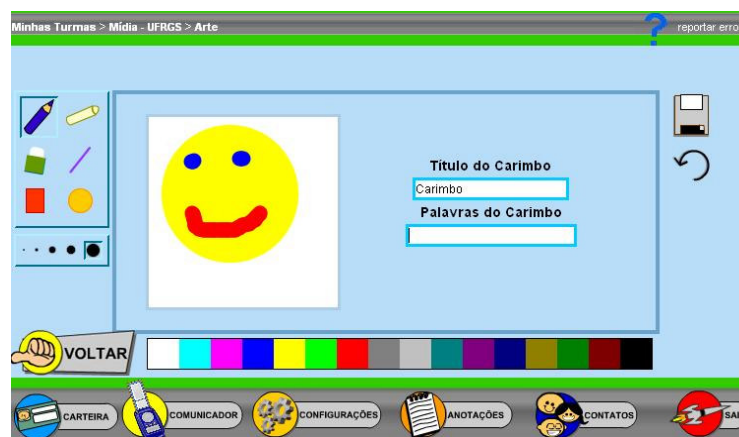 Minhas Turmas > Mídia - UFRGS > Arte
? reportar erro
Título do Carimbo
Carimbo
Palavras do Carimbo
VOLTAR
CARTEIRA
COMUNICADOR
CONFIGURAÇÕES
ANOTAÇÕES
CONTATOS
SAI